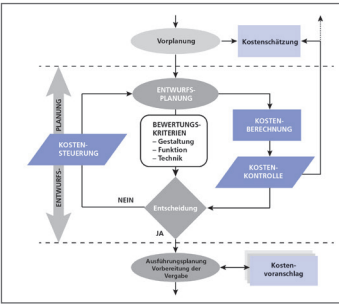 Vorplanung
Kostenschätzung
ENTWURFS-
PLANUNG
BEWERTUNGS-
KRITERIEN
– Gestaltung
– Funktion
– Technik
KOSTEN-
BERECHNUNG
KOSTEN-
STEUERUNG
KOSTEN-
KONTROLLE
ENTWURFS-
PLANUNG
NEIN
Entscheidung
JA
Ausführungsplanung
Vorbereitung der
Vergabe
Kosten-
voranschlag